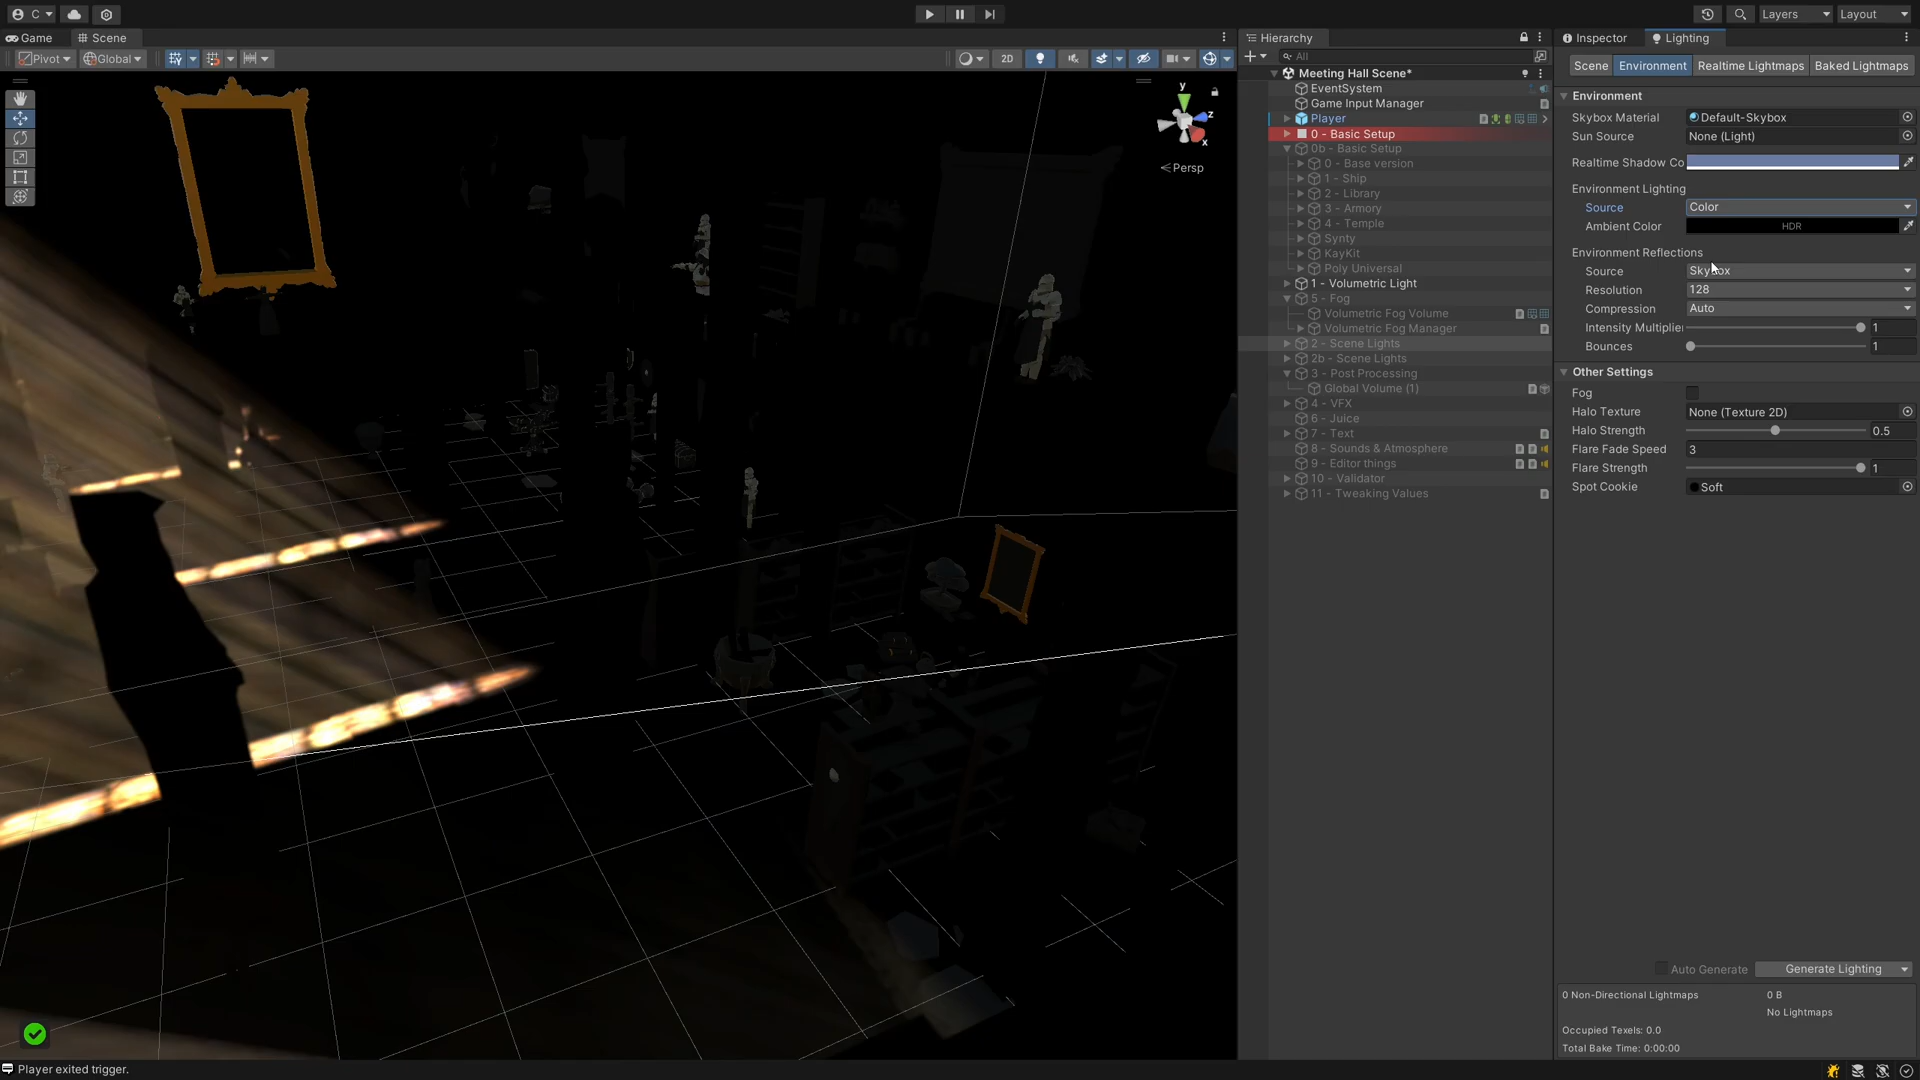 C
Layers
Layout
Game
Scene
Hierarchy
Inspector
Lighting
Pivot
Global
2D
All
Scene
Environment
Realtime Lightmaps
Baked Lightmaps
y
z
x
Persp
Meeting Hall Scene*
EventSystem
Game Input Manager
Player
0 - Basic Setup
0b - Basic Setup
0 - Base version
1 - Ship
2 - Library
3 - Armory
4 - Temple
Synty
KayKit
Poly Universal
1 - Volumetric Light
5 - Fog
Volumetric Fog Volume
Volumetric Fog Manager
2 - Scene Lights
2b - Scene Lights
3 - Post Processing
Global Volume (1)
4 - VFX
6 - Juice
7 - Text
8 - Sounds & Atmosphere
9 - Editor things
10 - Validator
11 - Tweaking Values
Environment
Skybox Material Default-Skybox
Sun Source None (Light)
Realtime Shadow Co
Environment Lighting
Source Color
Ambient Color HDR
Environment Reflections
Source Skybox
Resolution 128
Compression Auto
Intensity Multiplier 1
Bounces 1
Other Settings
Fog
Halo Texture None (Texture 2D)
Halo Strength 0.5
Flare Fade Speed 3
Flare Strength 1
Spot Cookie Soft
Auto Generate Generate Lighting
0 Non-Directional Lightmaps 0 B
No Lightmaps
Occupied Texels: 0.0
Total Bake Time: 0:00:00
Player exited trigger.